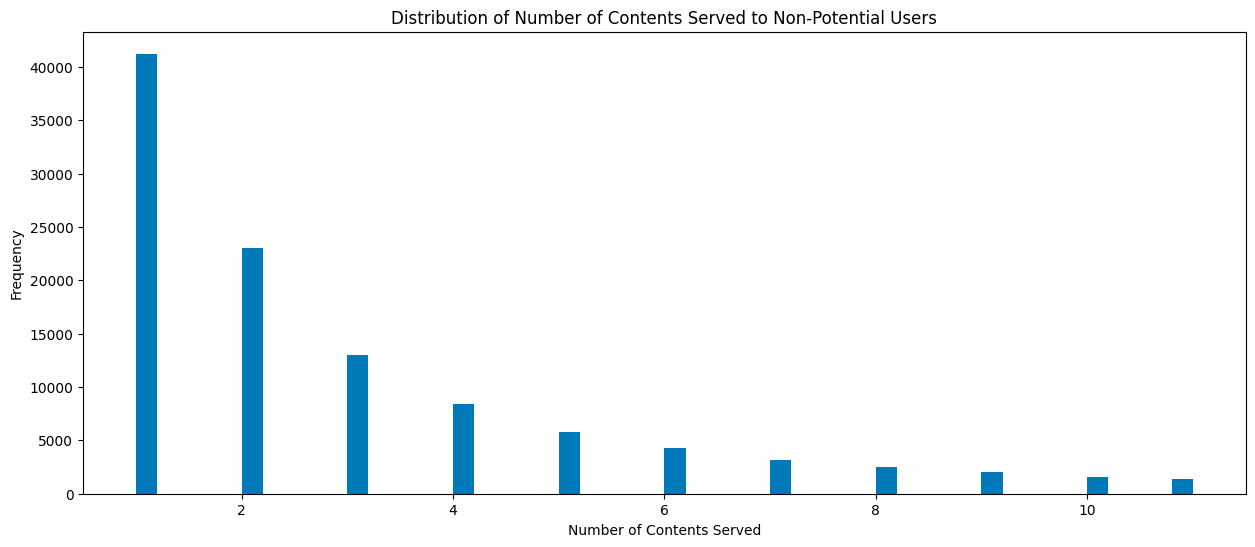 Distribution of Number of Contents Served to Non-Potential Users
Frequency
40000
35000
30000
25000
20000
15000
10000
5000
0
2 4 6 8 10
Number of Contents Served